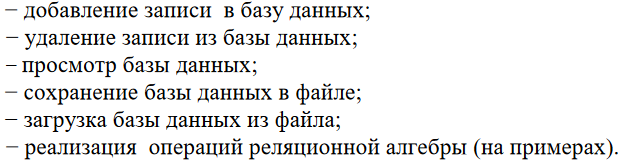 − добавление записи в базу данных;
− удаление записи из базы данных;
− просмотр базы данных;
− сохранение базы данных в файле;
− загрузка базы данных из файла;
− реализация операций реляционной алгебры (на примерах).